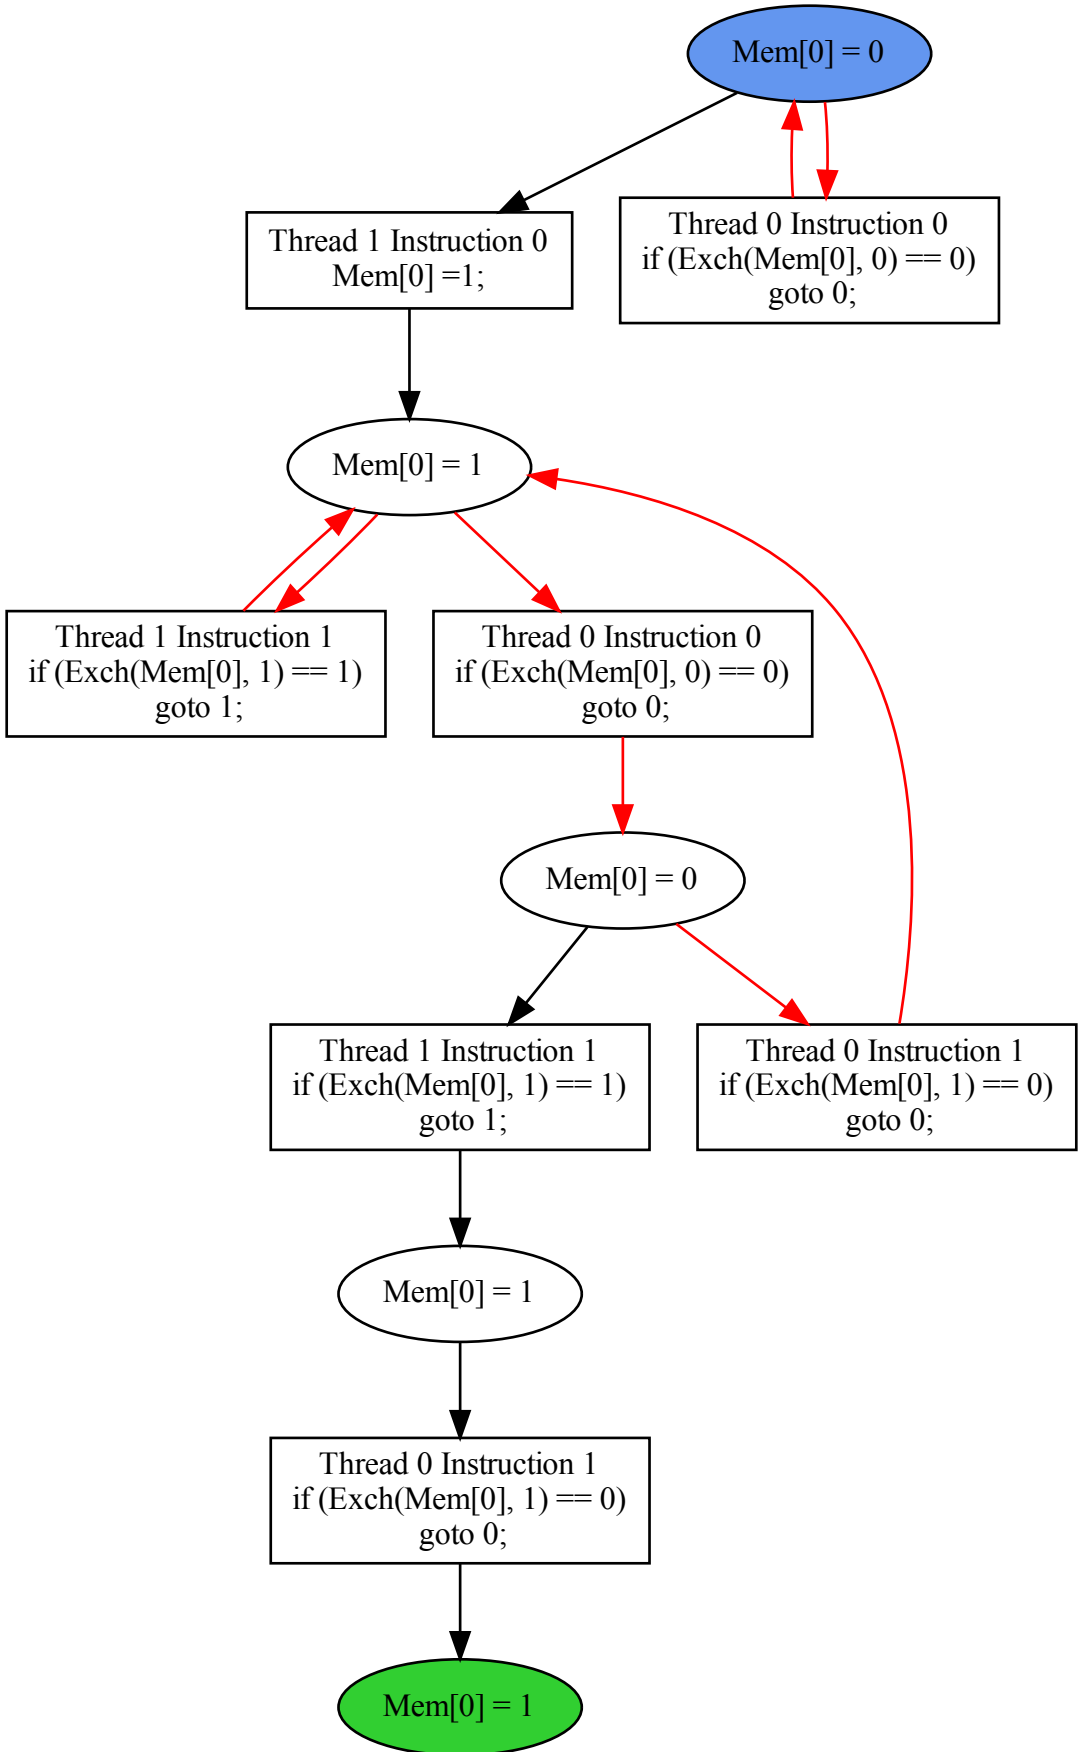 Mem[0] = 0
Thread 1 Instruction 0
Mem[0] =1;
Thread 0 Instruction 0
if (Exch(Mem[0], 0) == 0)
goto 0;
Mem[0] = 1
Thread 1 Instruction 1
if (Exch(Mem[0], 1) == 1)
goto 1;
Thread 0 Instruction 0
if (Exch(Mem[0], 0) == 0)
goto 0;
Mem[0] = 0
Thread 1 Instruction 1
if (Exch(Mem[0], 1) == 1)
goto 1;
Thread 0 Instruction 1
if (Exch(Mem[0], 1) == 0)
goto 0;
Mem[0] = 1
Thread 0 Instruction 1
if (Exch(Mem[0], 1) == 0)
goto 0;
Mem[0] = 1